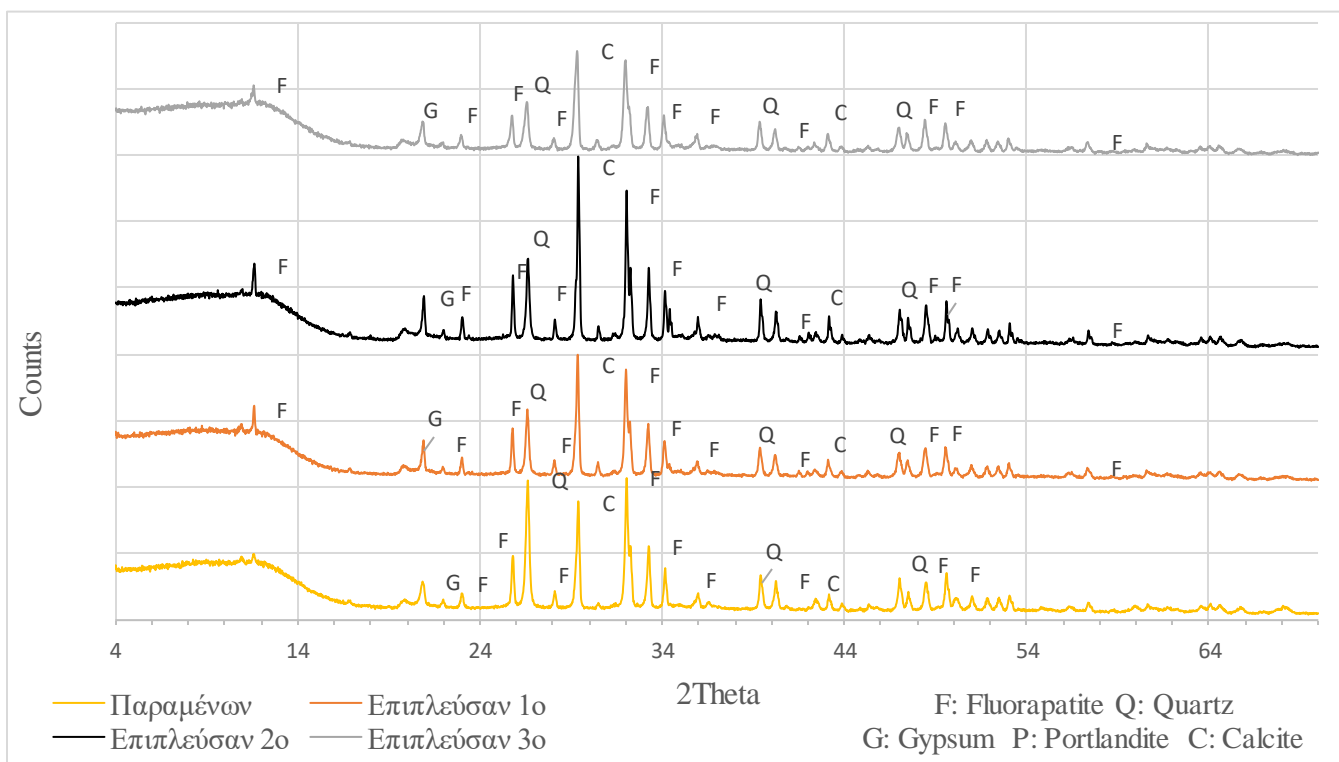 F G F F Q F C F F F Q F C Q F F F
F G F F Q F C F F F Q F C Q F F F
F G F F Q F C F F F Q F C Q F F F
G F F Q F C F F F Q F C Q F F
Counts
4 14 24 34 44 54 64
2Theta
Παραμένων Επιπλεύσαν 1ο
Επιπλεύσαν 2ο Επιπλεύσαν 3ο
F: Fluorapatite Q: Quartz
G: Gypsum P: Portlandite C: Calcite